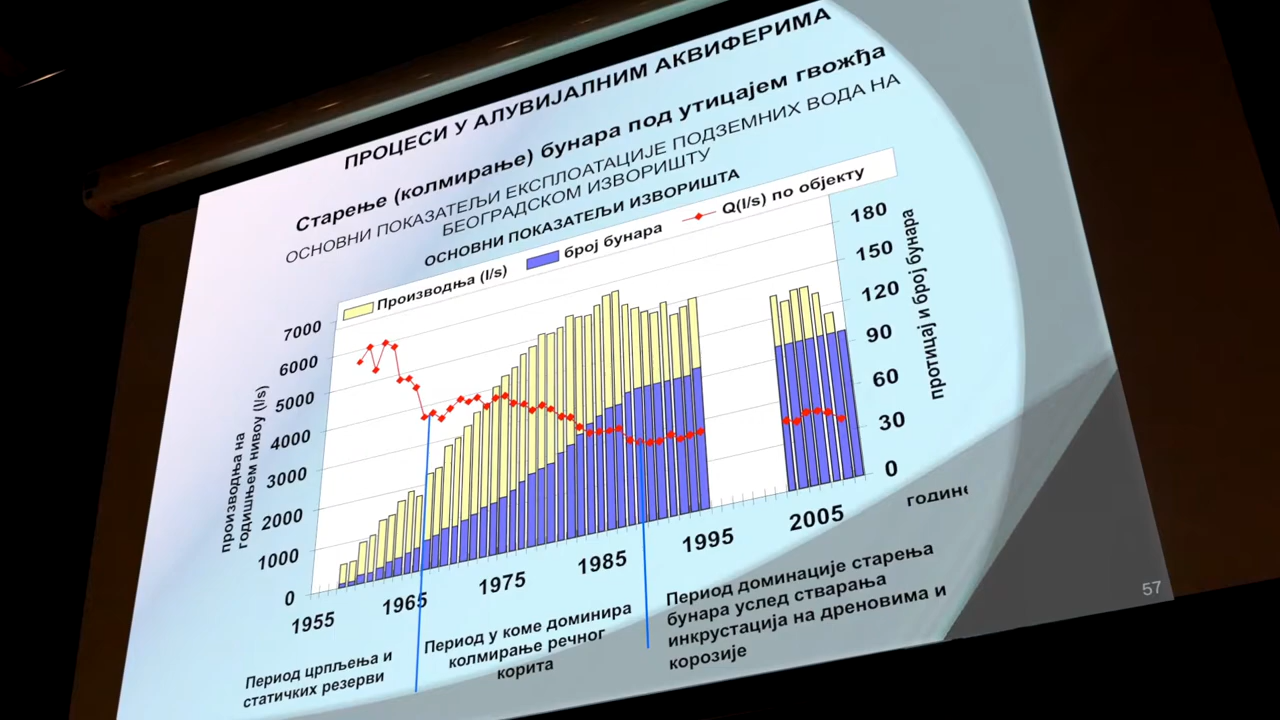 ПРОЦЕСИ У АЛУВИЈАЛНИМ АКВИФЕРИМА
Старење (колмирање) бунара под утицајем гвожђа
ОСНОВНИ ПОКАЗАТЕЉИ ЕКСПЛОАТАЦИЈЕ ПОДЗЕМНИХ ВОДА НА
БЕОГРАДСКОМ ИЗВОРИШТУ
ОСНОВНИ ПОКАЗАТЕЉИ ИЗВОРИШТА
Производња (l/s)
број бунара
Q(l/s) по објекту
производња на
годишњем нивоу (l/s)
7000
6000
5000
4000
3000
2000
1000
0
180
150
120
90
60
30
0
протицај и број бунара
1955
1965
1975
1985
1995
2005
године
Период црпљења и
статичких резерви
Период у коме доминира
колмирање речног
корита
Период доминације старења
бунара услед стварања
инкрустација на дреновима и
корозије
57